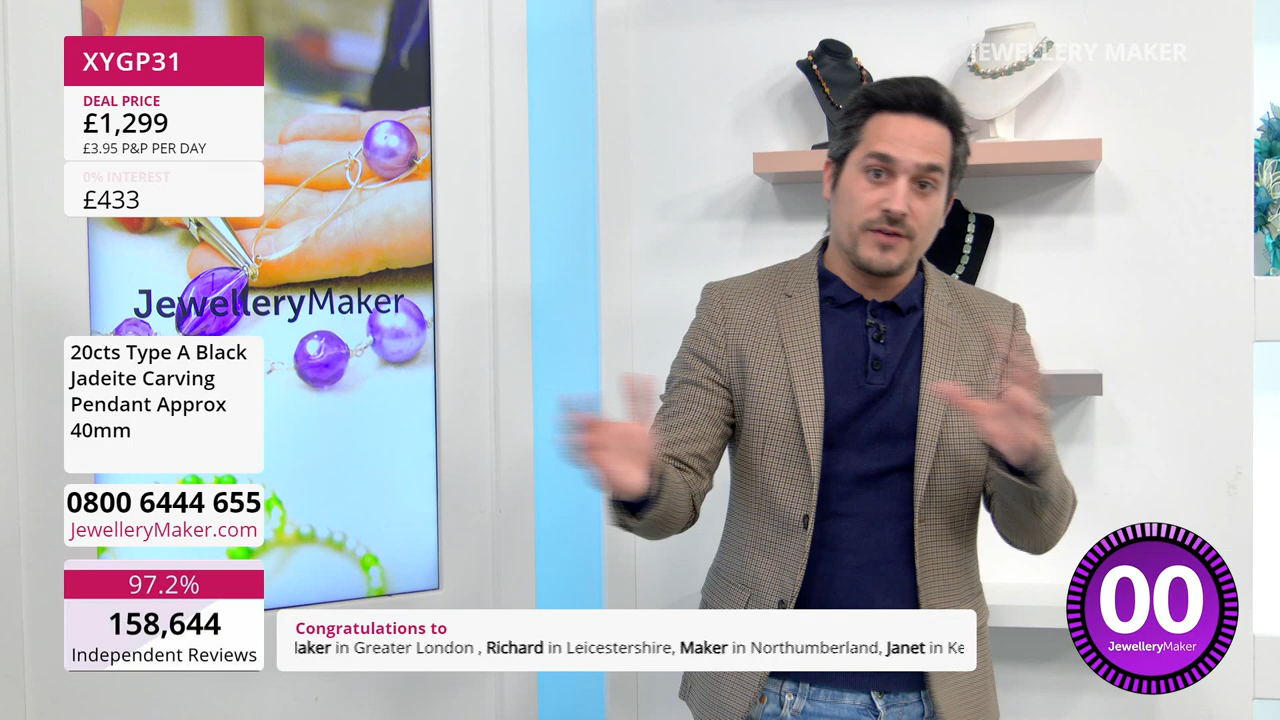 XYGP31
DEAL PRICE
£1,299
£3.95 P&P PER DAY
0% INTEREST
£433
JewelleryMaker
20cts Type A Black
Jadeite Carving
Pendant Approx
40mm
0800 6444 655
JewelleryMaker.com
97.2%
158,644
Independent Reviews
Congratulations to
in Greater London , Richard in Leicestershire, Maker in Northumberland, Janet in
JEWELLERY MAKER
00
JewelleryMaker